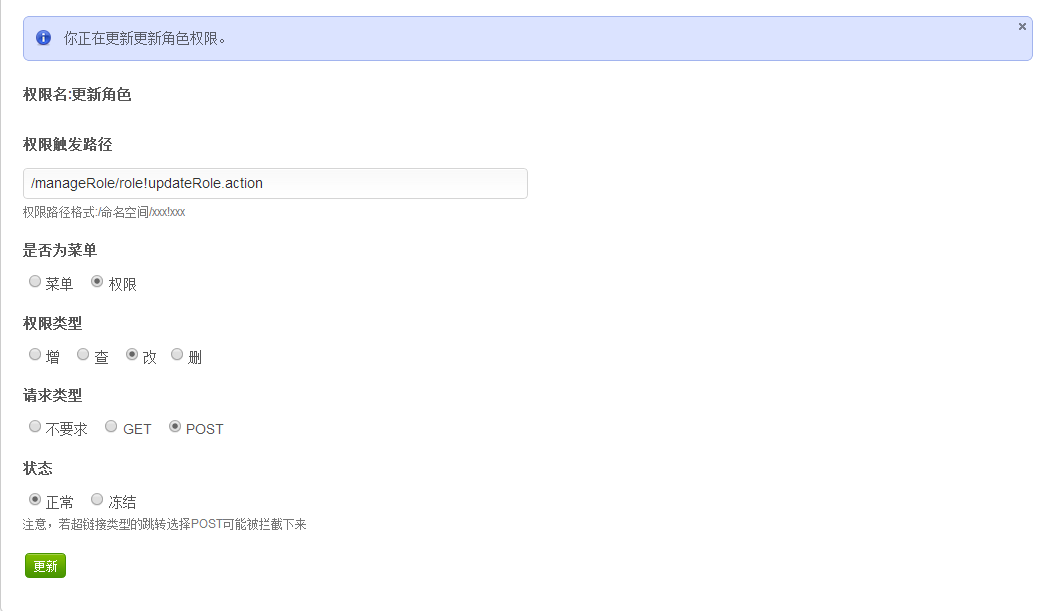 你正在更新更新角色权限。
权限名:更新角色
权限触发路径
/manageRole/role!updateRole.action
权限路径格式:/命名空间/xxx!xxx
是否为菜单
菜单 权限
权限类型
增 查 改 删
请求类型
不要求 GET POST
状态
正常 冻结
注意，若超链接类型的跳转选择POST可能被拦截下来
更新